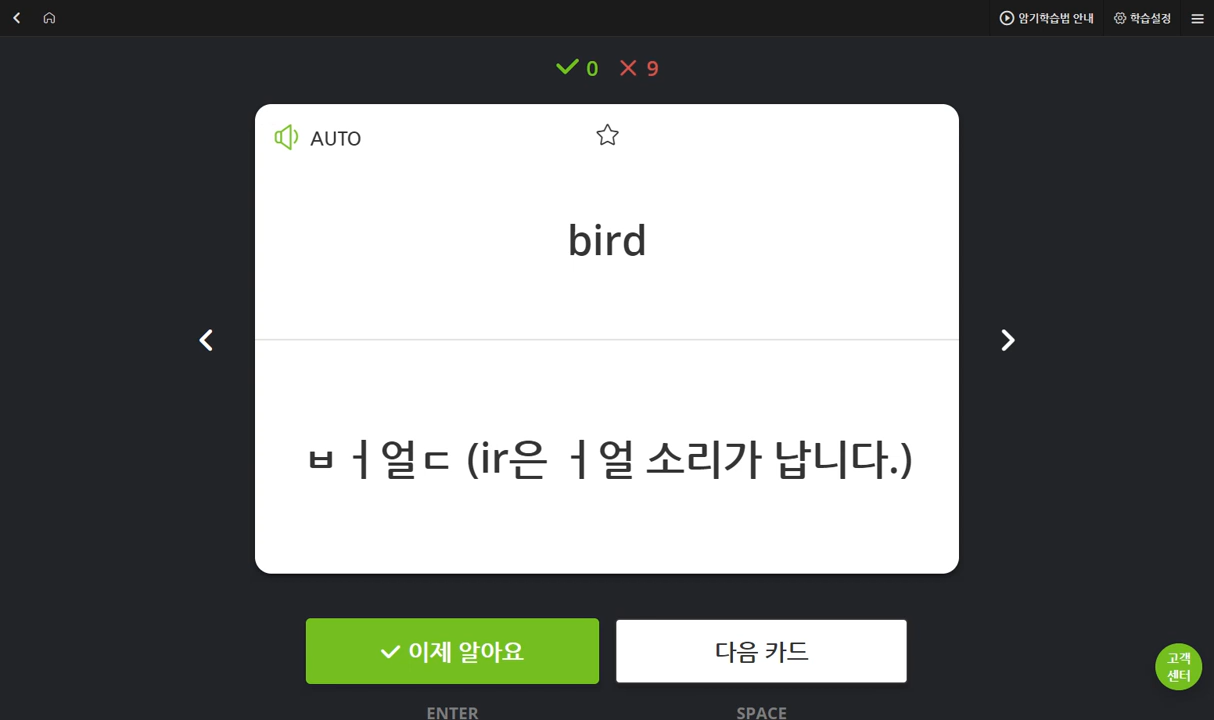 암기학습법 안내
학습설정
0
9
AUTO
bird
ㅂㅓ얼ㄷ (ir은 ㅓ얼 소리가 납니다.)
이제 알아요
다음 카드
ENTER
SPACE
고객
센터